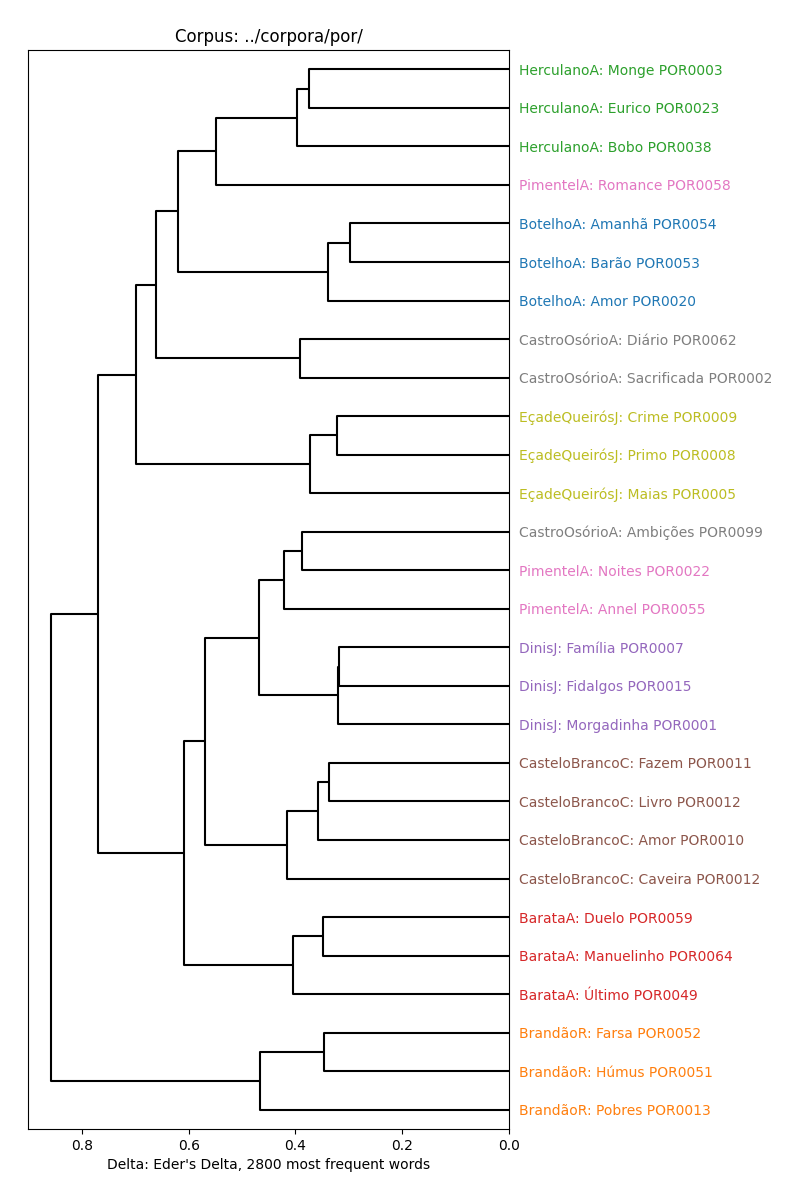 Corpus: ../corpora/por/
HerculanoA: Monge POR0003
HerculanoA: Eurico POR0023
HerculanoA: Bobo POR0038
PimentelA: Romance POR0058
BotelhoA: Amanhã POR0054
BotelhoA: Barão POR0053
BotelhoA: Amor POR0020
CastroOsórioA: Diário POR0062
CastroOsórioA: Sacrificada POR0002
EçadeQueirósJ: Crime POR0009
EçadeQueirósJ: Primo POR0008
EçadeQueirósJ: Maias POR0005
CastroOsórioA: Ambições POR0099
PimentelA: Noites POR0022
PimentelA: Annel POR0055
DinisJ: Família POR0007
DinisJ: Fidalgos POR0015
DinisJ: Morgadinha POR0001
CasteloBrancoC: Fazem POR0011
CasteloBrancoC: Livro POR0012
CasteloBrancoC: Amor POR0010
CasteloBrancoC: Caveira POR0012
BarataA: Duelo POR0059
BarataA: Manuelinho POR0064
BarataA: Último POR0049
BrandãoR: Farsa POR0052
BrandãoR: Húmus POR0051
BrandãoR: Pobres POR0013
0.8 0.6 0.4 0.2 0.0
Delta: Eder's Delta, 2800 most frequent words